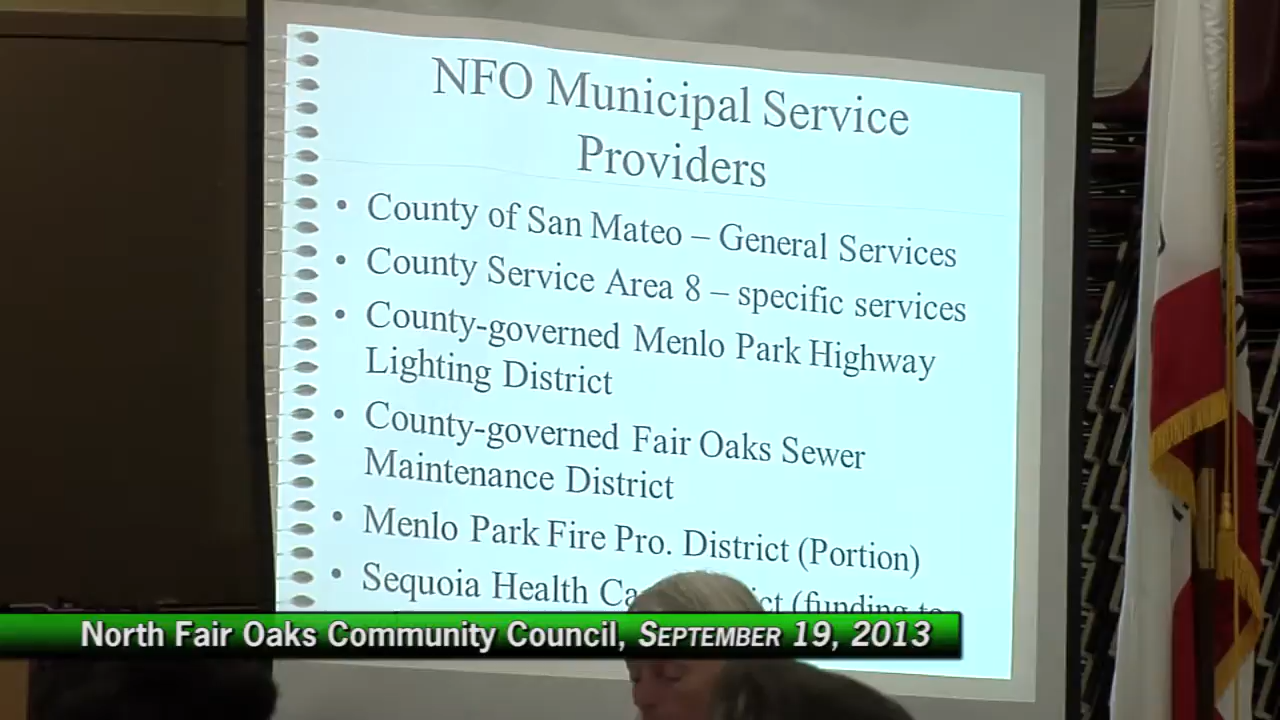 NFO Municipal Service
Providers
• County of San Mateo – General Services
• County Service Area 8 – specific services
• County-governed Menlo Park Highway
Lighting District
• County-governed Fair Oaks Sewer
Maintenance District
• Menlo Park Fire Pro. District (Portion)
• Sequoia Health (funding to
North Fair Oaks Community Council, September 19, 2013